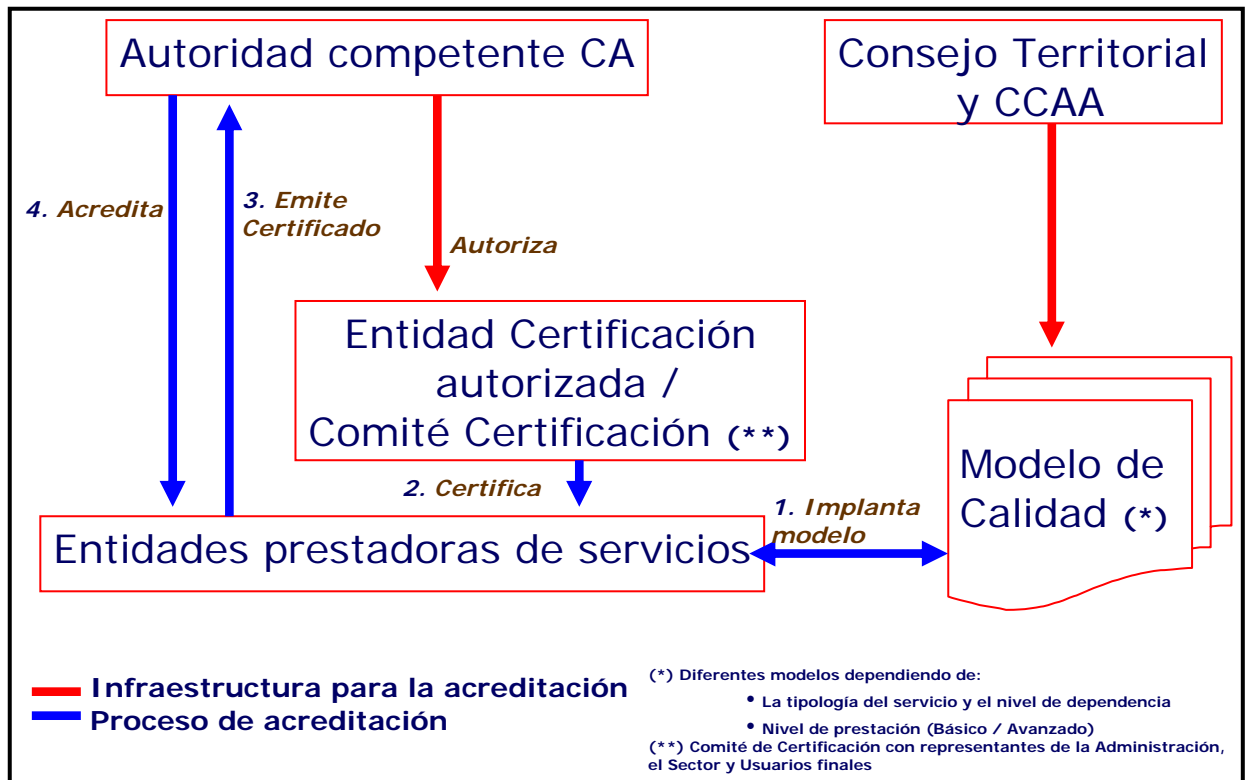 Autoridad competente CA
Consejo Territorial
y CCAA
4. Acredita
3. Emite
Certificado
Autoriza
Entidad Certificación
autorizada /
Comité Certificación (**)
2. Certifica
1. Implanta
modelo
Modelo de
Calidad (*)
Entidades prestadoras de servicios
Infraestructura para la acreditación
Proceso de acreditación
(*) Diferentes modelos dependiendo de:
• La tipología del servicio y el nivel de dependencia
• Nivel de prestación (Básico / Avanzado)
(**) Comité de Certificación con representantes de la Administración,
el Sector y Usuarios finales